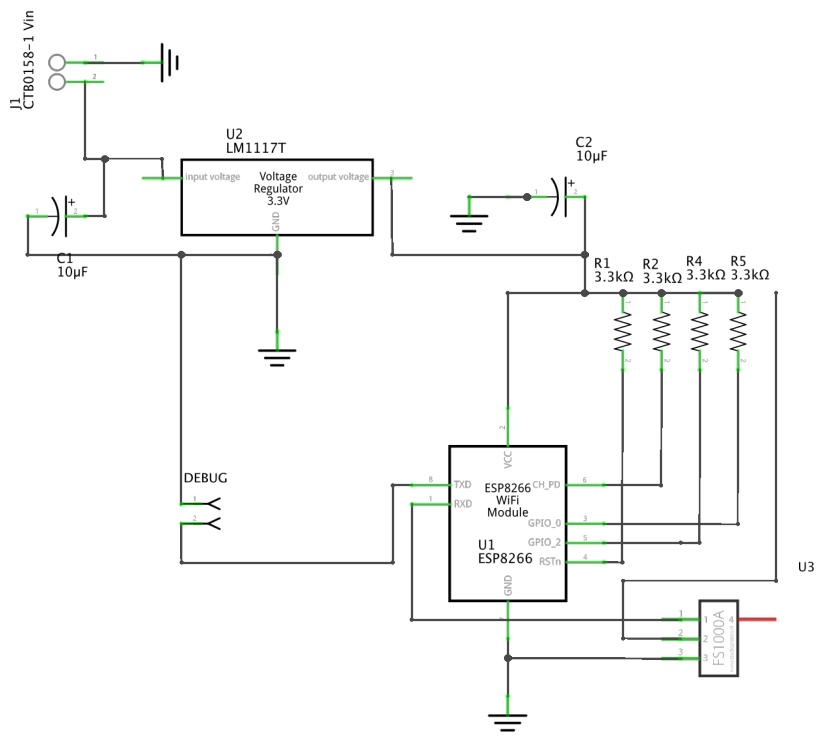 J1
CTB0158-1 Vin
1
2
U2
LM1117T
input voltage
Voltage
Regulator
3.3V
output voltage
3
GND
C2
10µF
1
+
2
1
+
2
C1
10µF
R1
3.3kΩ
R2
3.3kΩ
R4
3.3kΩ
R5
3.3kΩ
1
1
1
1
2
2
2
2
2
VCC
DEBUG
1
2
8
TXD
1
RXD
ESP8266
WiFi
Module
CH_PD
6
GPIO_0
3
GPIO_2
5
RSTn
4
U1
ESP8266
GND
7
U3
1
1
2
2
3
3
4
FS1000A